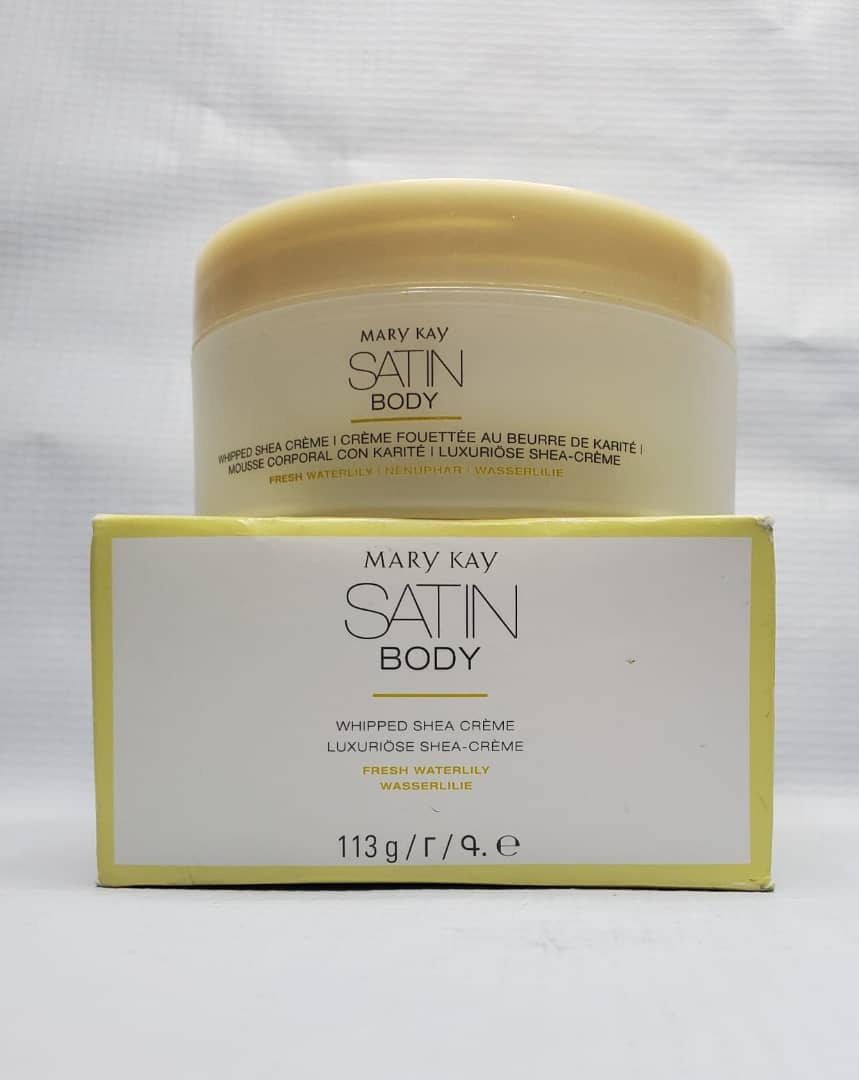 MARY KAY
SATIN
BODY
WHIPPED SHEA CRÈME | CRÈME FOUETTÉE AU BEURRE DE KARITÉ |
MOUSSE CORPORAL CON KARITÉ | LUXURIÖSE SHEA-CRÈME
FRESH WATERLILY | NÉNUPHAR | WASSERLILIE
MARY KAY
SATIN
BODY
WHIPPED SHEA CRÈME
LUXURIÖSE SHEA-CRÈME
FRESH WATERLILY
WASSERLILIE
113 g / г / գ. ℮